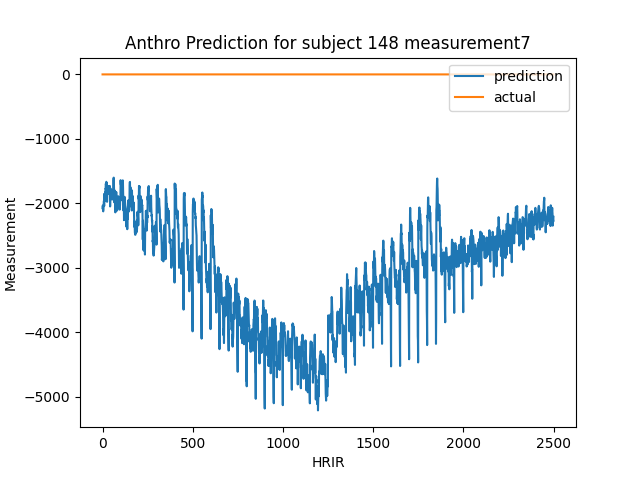 Anthro Prediction for subject 148 measurement7
prediction
actual
0
−1000
−2000
−3000
−4000
−5000
Measurement
0
500
1000
1500
2000
2500
HRIR